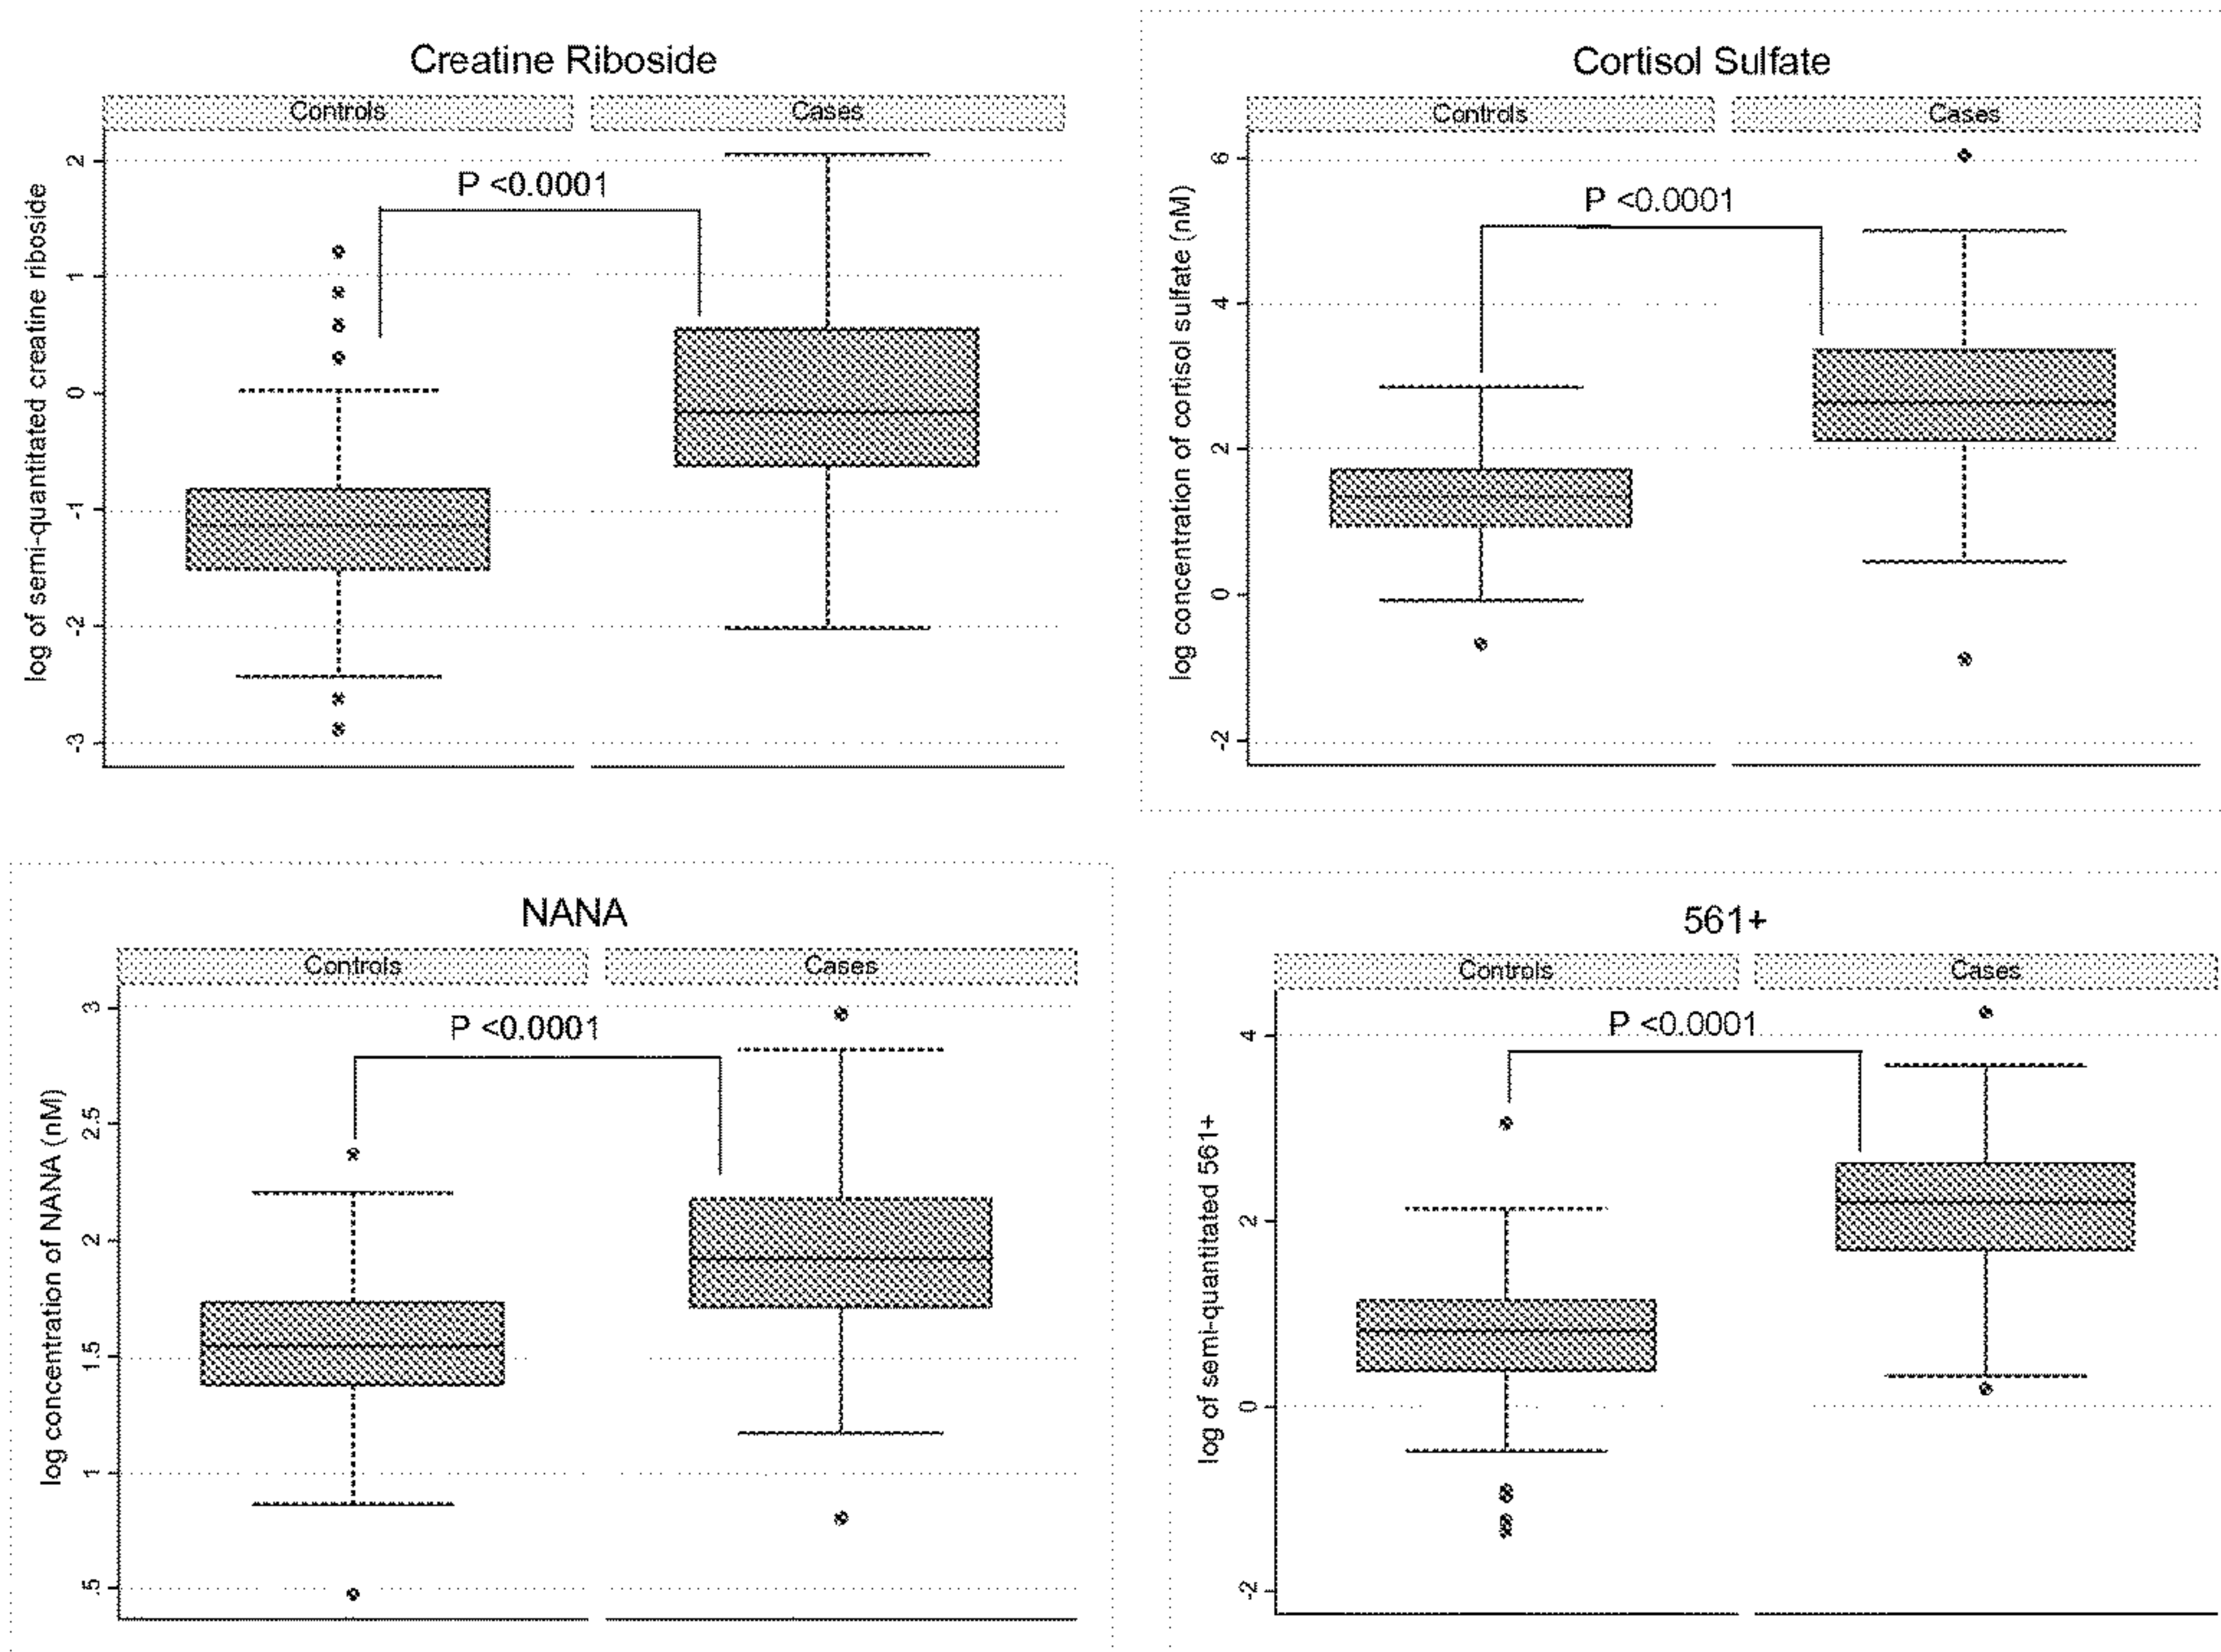 Creatine Riboside
Controls
Cases
log of semi-quantitated creatine riboside
2
1
0
-1
-2
-3
P <0.0001
Cortisol Sulfate
Controls
Cases
log concentration of cortisol sulfate (nM)
6
4
2
0
-2
P <0.0001
NANA
Controls
Cases
log concentration of NANA (nM)
3
2.5
2
1.5
1
.5
P <0.0001
561+
Controls
Cases
log of semi-quantitated 561+
4
2
0
-2
P <0.0001